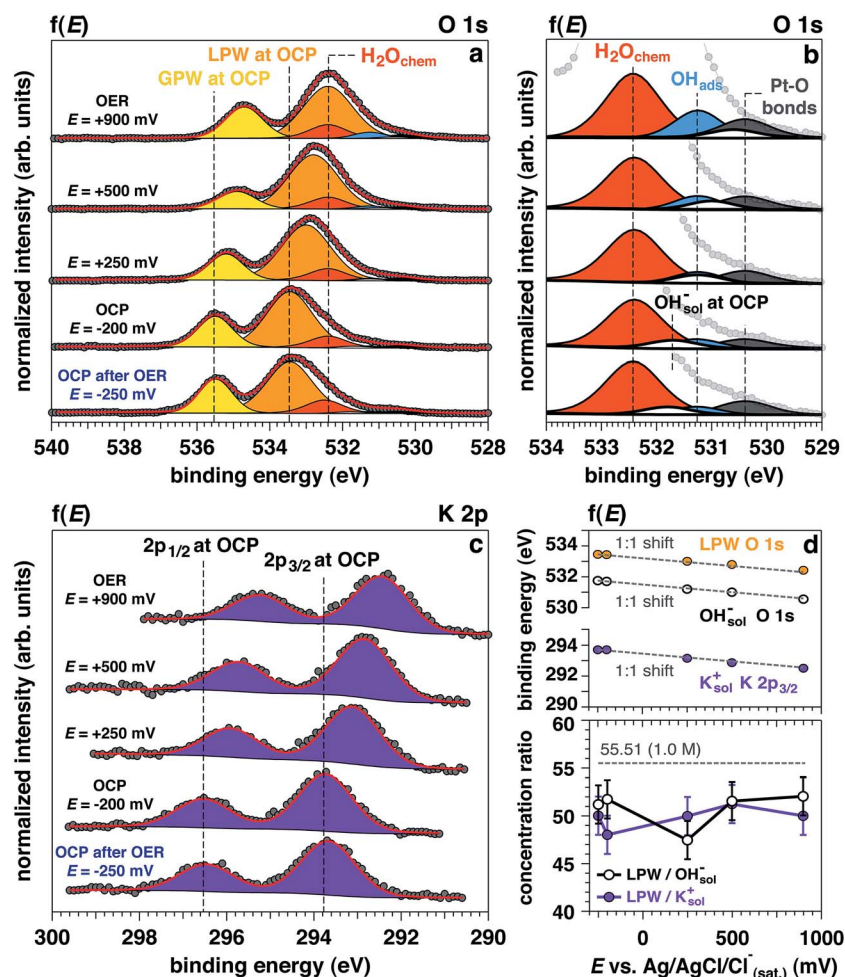 f(E) O 1s
a
LPW at OCP
H₂Ochem
GPW at OCP
OER
E = +900 mV
E = +500 mV
E = +250 mV
OCP
E = -200 mV
OCP after OER
E = -250 mV
normalized intensity (arb. units)
540 538 536 534 532 530 528
binding energy (eV)
f(E) O 1s
b
H₂Ochem
OHads
Pt-O
bonds
OH⁻sol at OCP
normalized intensity (arb. units)
534 533 532 531 530 529
binding energy (eV)
f(E) K 2p
c
2p1/2 at OCP
2p3/2 at OCP
OER
E = +900 mV
E = +500 mV
E = +250 mV
OCP
E = -200 mV
OCP after OER
E = -250 mV
normalized intensity (arb. units)
300 298 296 294 292 290
binding energy (eV)
f(E)
d
534
532
530
294
292
290
binding energy (eV)
1:1 shift
LPW O 1s
1:1 shift
OH⁻sol O 1s
1:1 shift
K⁺sol K 2p3/2
60
55
50
45
40
concentration ratio
55.51 (1.0 M)
LPW / OH⁻sol
LPW / K⁺sol
0 500 1000
E vs. Ag/AgCl/Cl⁻(sat.) (mV)